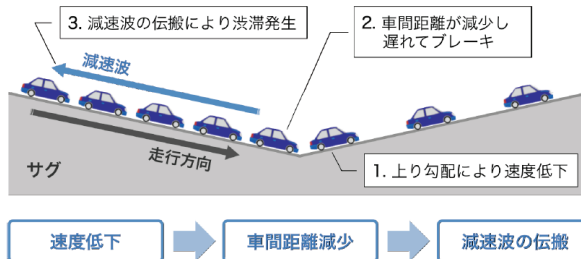 3. 減速波の伝搬により渋滞発生
2. 車間距離が減少し
遅れてブレーキ
減速波
走行方向
サグ
1. 上り勾配により速度低下
速度低下
車間距離減少
減速波の伝搬